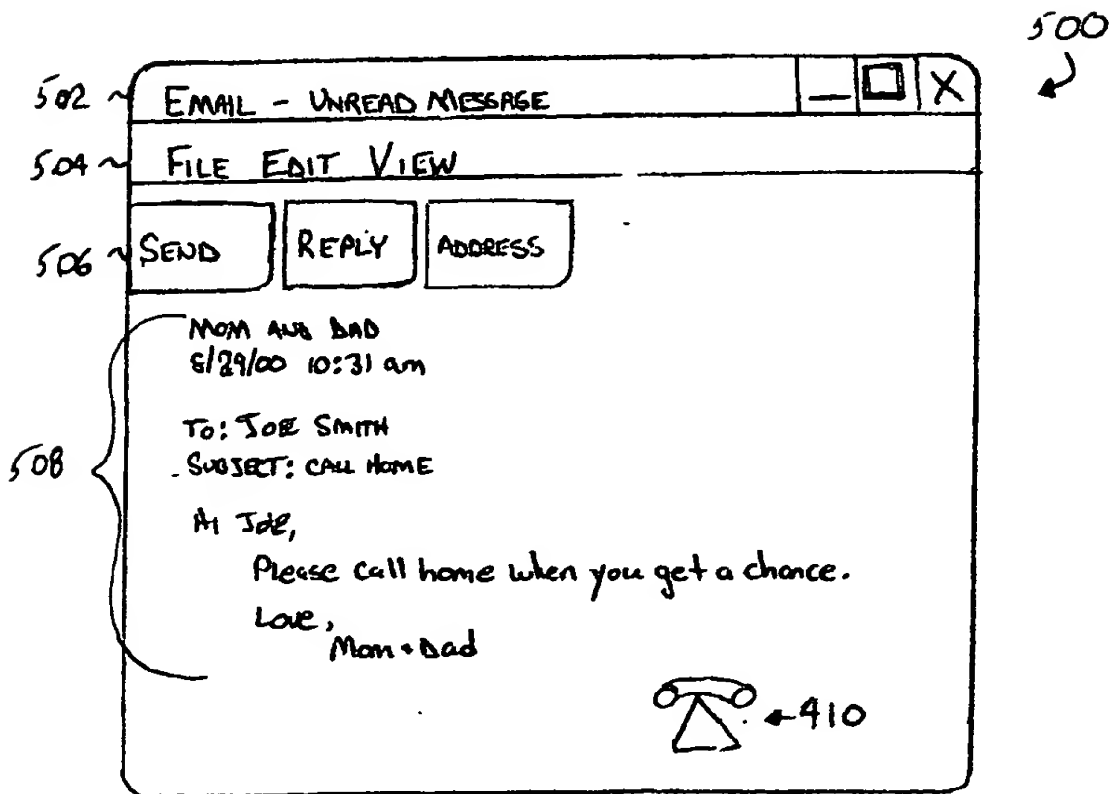 500
502 EMAIL - UNREAD MESSAGE _ X
504 FILE EDIT VIEW
506 SEND REPLY ADDRESS
MOM AND DAD
8/29/00 10:31 am
TO: JOE SMITH
508
SUBJECT: CALL HOME
Hi Joe,
Please call home when you get a chance.
Love,
Mom + Dad
410